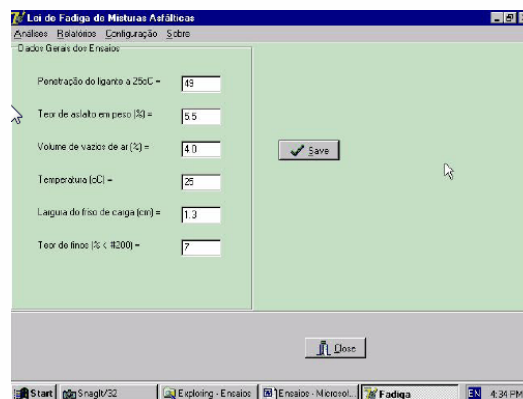 Lei de Fadiga de Misturas Asfálticas
Análises Relatórios Configuração Sobre
Dados Gerais dos Ensaios
Penetração do ligante a 25oC = 49
Teor de asfalto em peso (%) = 5.5
Volume de vazios de ar (%) = 4.0
Save
Temperatura (oC) = 25
Largura do friso de carga (cm) = 1.3
Teor de finos (% < #200) = 7
Close
Start SnagIt/32 Exploring - Ensaios Ensaios - Microsof... Fadiga EN 4:34 PM